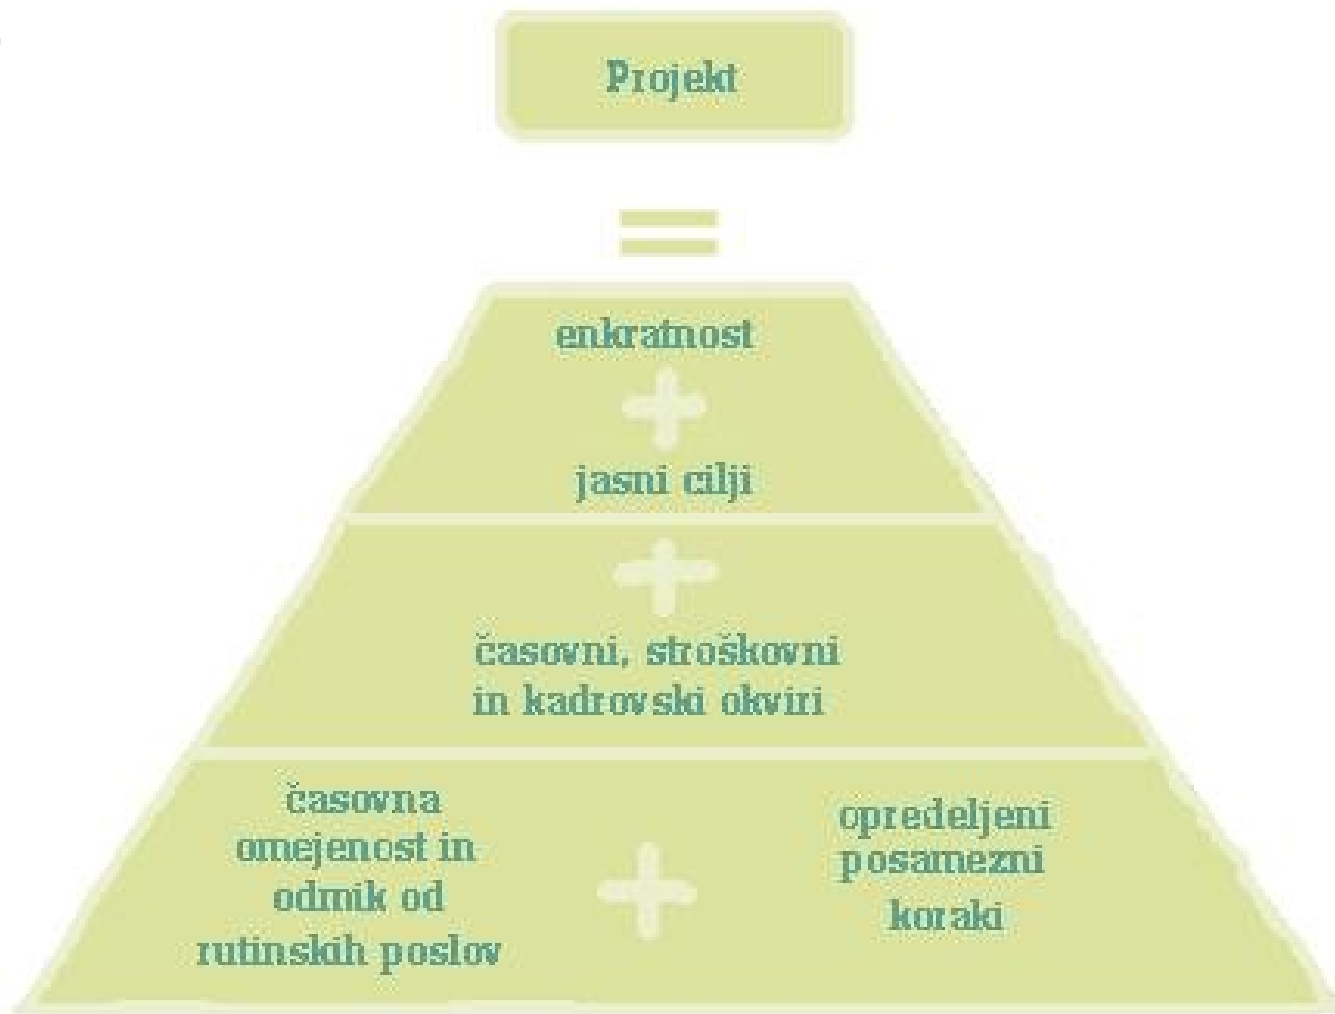 Projekt
=
enkratnost
+
jasni cilji
+
časovni, stroškovni
in kadrovski okviri
časovna
omejenost in
odmik od
rutinskih poslov
+
opredeljeni
posamezni
koraki